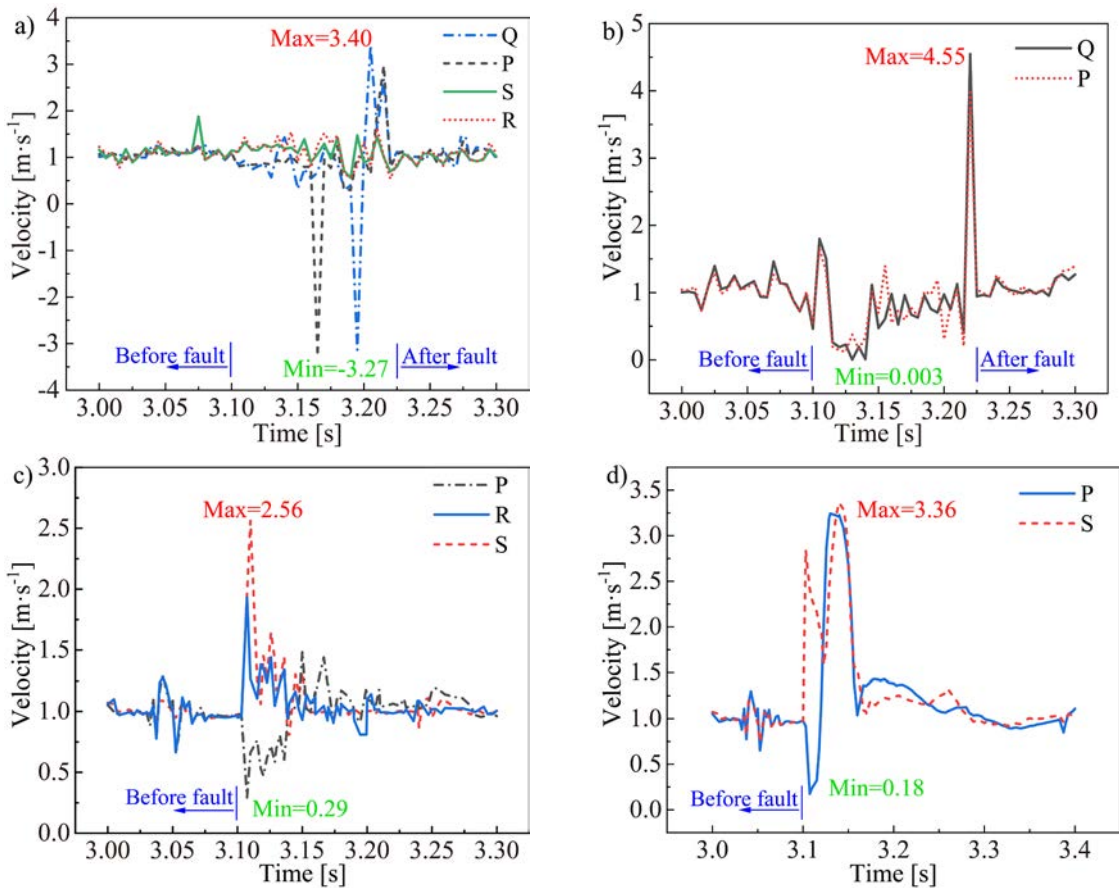 a)
4
3
2
1
0
-1
-2
-3
-4
Velocity [m·s⁻¹]
Max=3.40
Q
P
S
R
Before fault
After fault
Min=-3.27
3.00 3.05 3.10 3.15 3.20 3.25 3.30
Time [s]
b)
5
4
3
2
1
0
Velocity [m·s⁻¹]
Max=4.55
Q
P
Before fault
After fault
Min=0.003
3.00 3.05 3.10 3.15 3.20 3.25 3.30
Time [s]
c)
3.0
2.5
2.0
1.5
1.0
0.5
0.0
Velocity [m·s⁻¹]
Max=2.56
P
R
S
Before fault
Min=0.29
3.00 3.05 3.10 3.15 3.20 3.25 3.30
Time [s]
d)
3.5
3.0
2.5
2.0
1.5
1.0
0.5
0.0
Velocity [m·s⁻¹]
Max=3.36
P
S
Before fault
Min=0.18
3.0 3.1 3.2 3.3 3.4
Time [s]